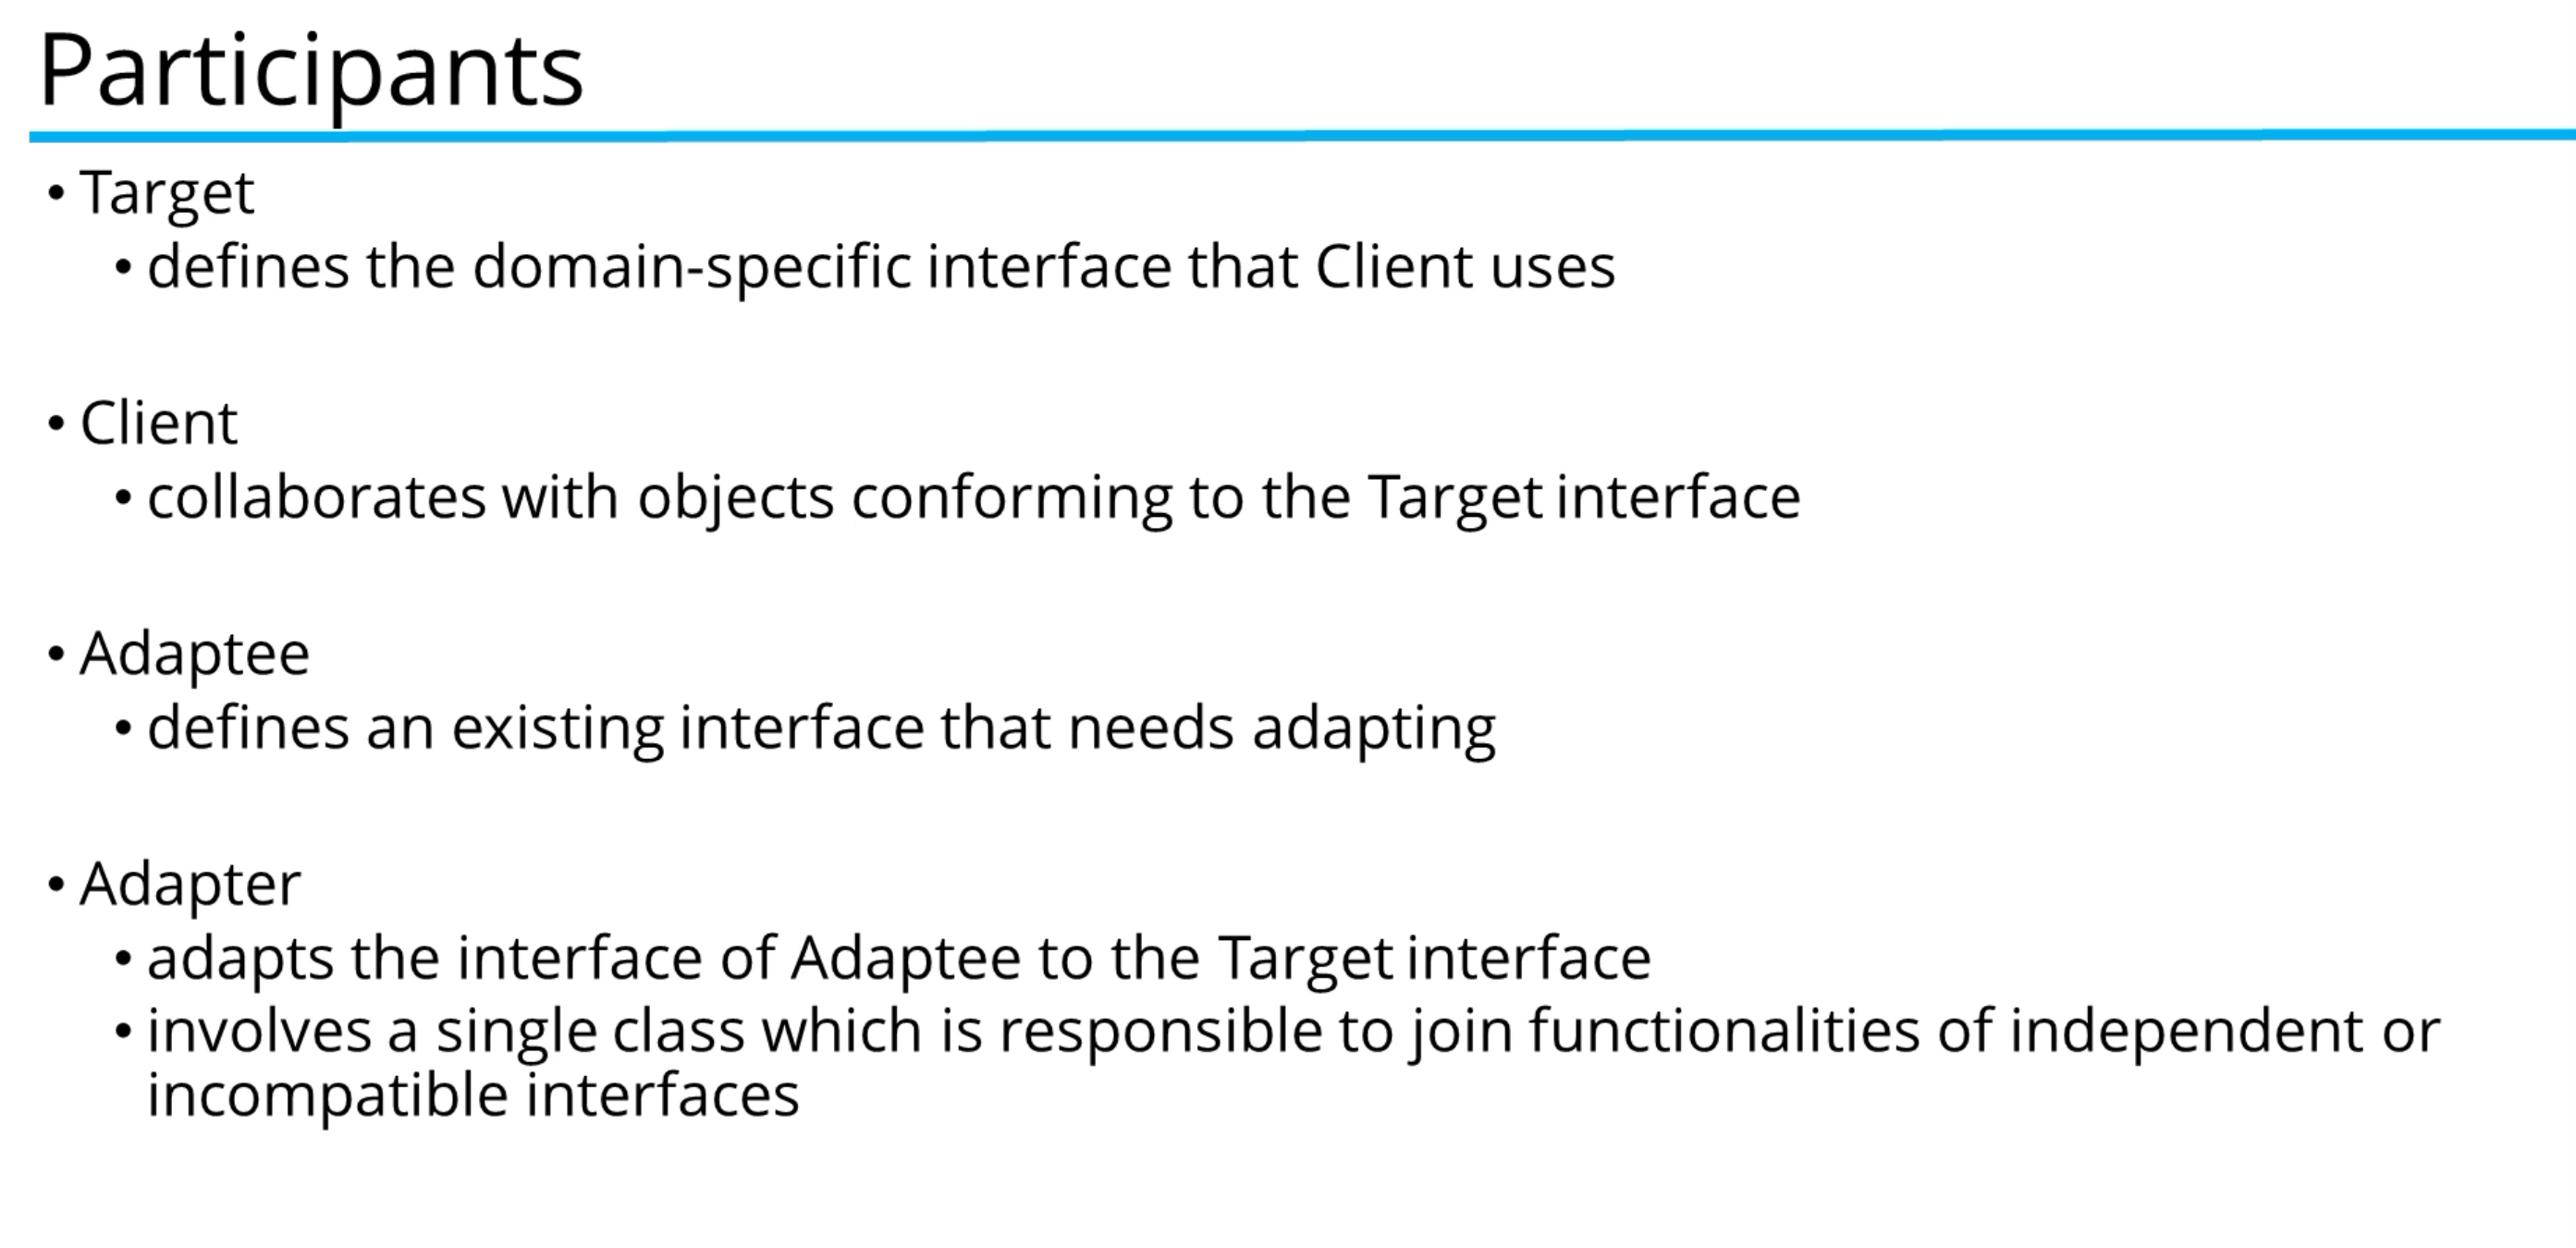 Participants
• Target
• defines the domain-specific interface that Client uses
• Client
• collaborates with objects conforming to the Target interface
• Adaptee
• defines an existing interface that needs adapting
• Adapter
• adapts the interface of Adaptee to the Target interface
• involves a single class which is responsible to join functionalities of independent or
incompatible interfaces